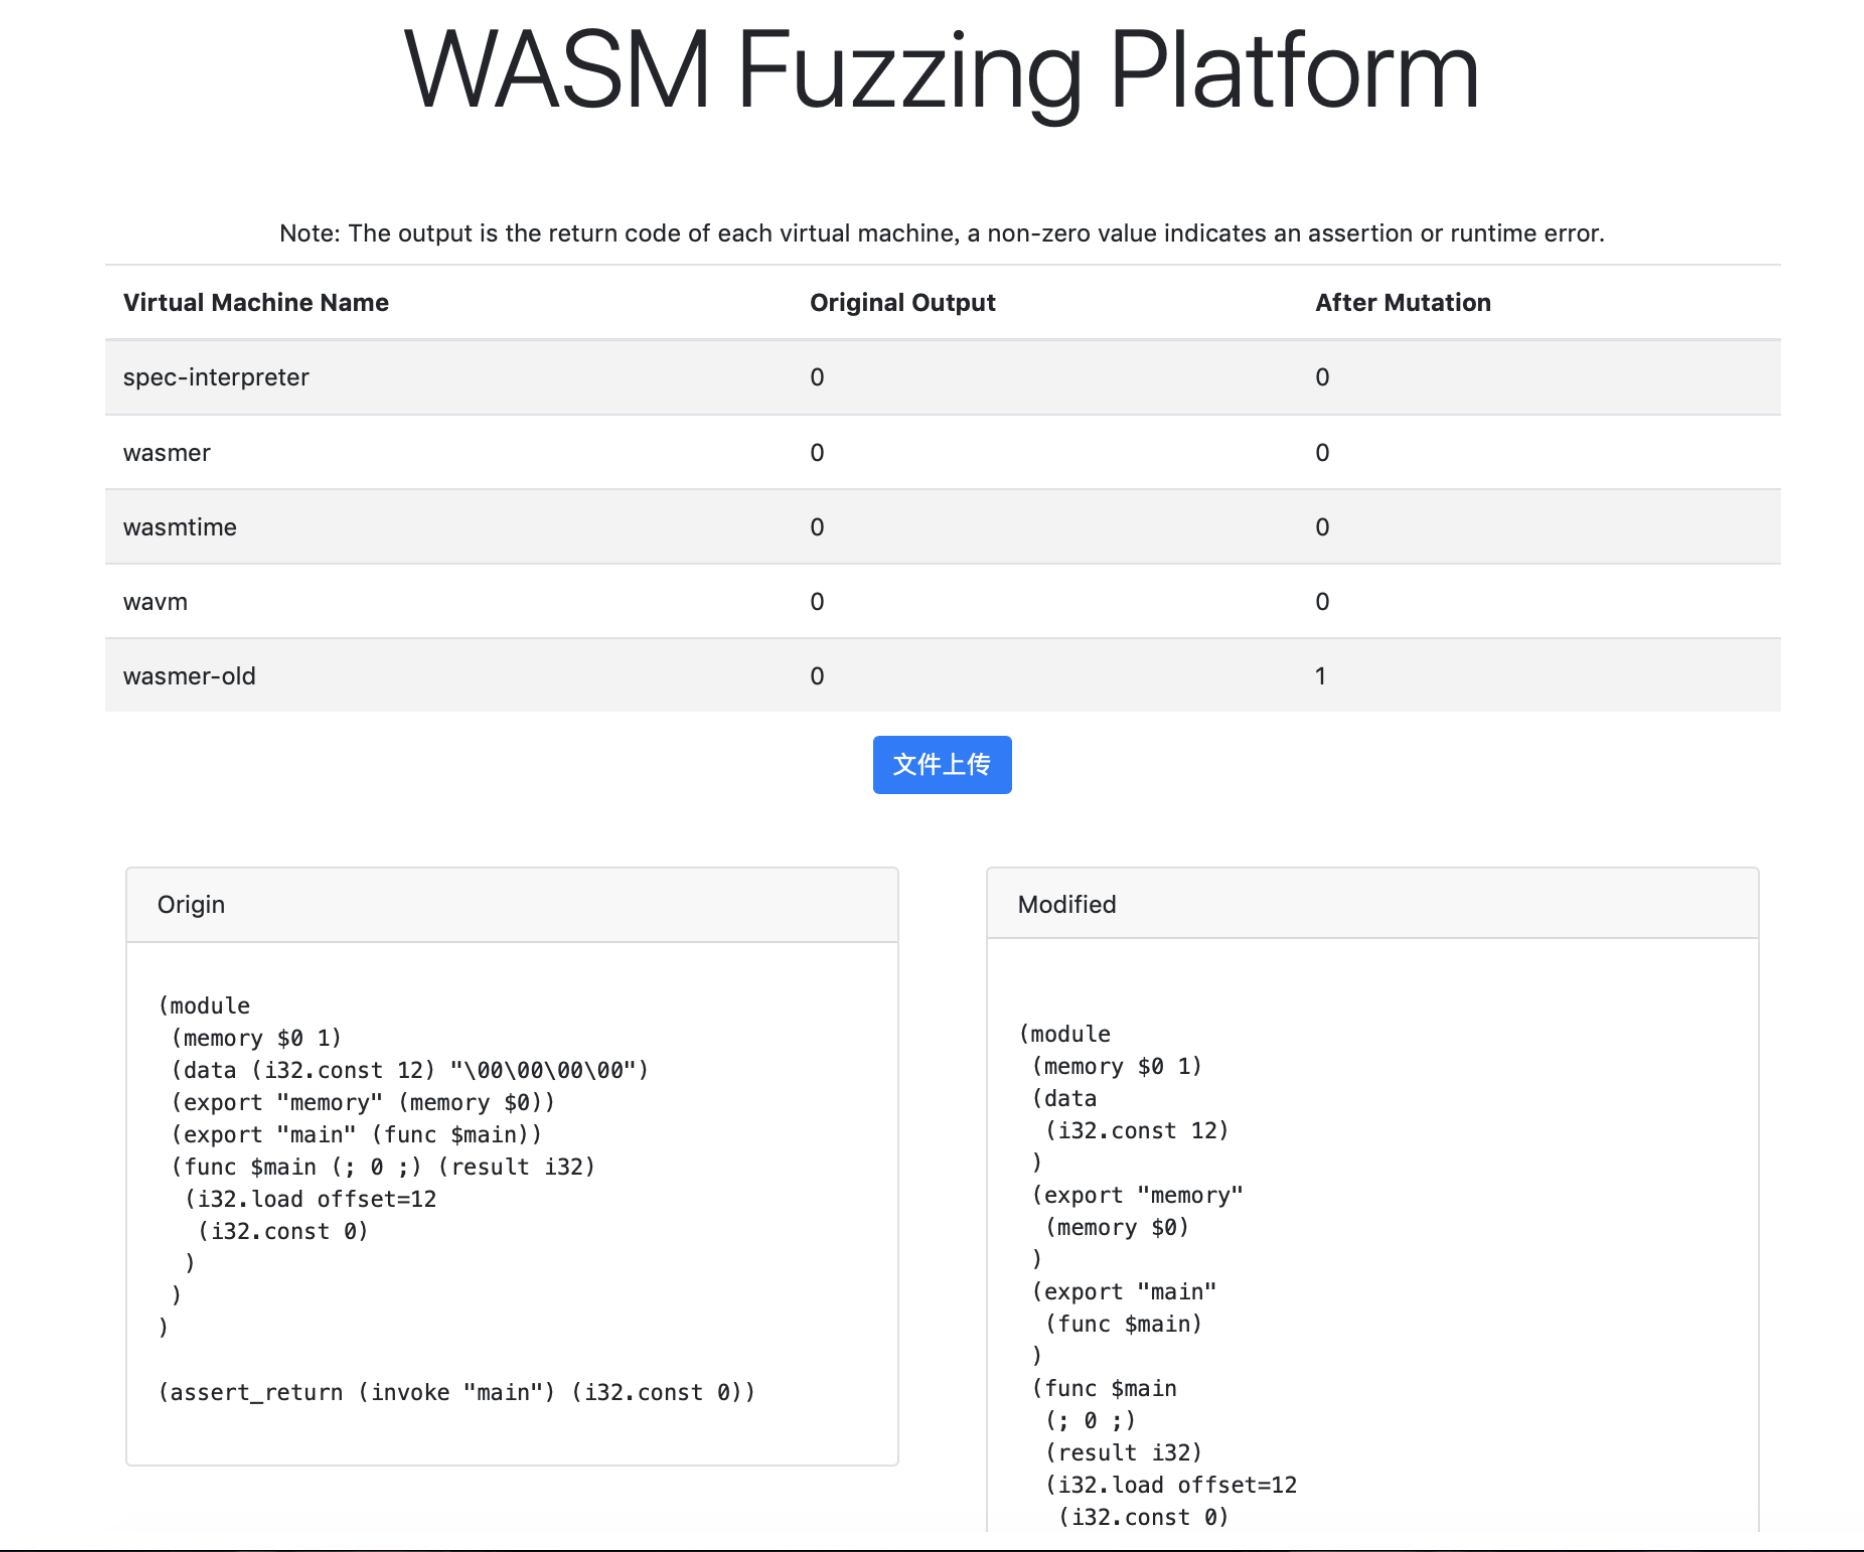 WASM Fuzzing Platform
Note: The output is the return code of each virtual machine, a non-zero value indicates an assertion or runtime error.
Virtual Machine Name Original Output After Mutation
spec-interpreter 0 0
wasmer 0 0
wasmtime 0 0
wavm 0 0
wasmer-old 0 1
文件上传
Origin
(module
 (memory $0 1)
 (data (i32.const 12) "\00\00\00\00")
 (export "memory" (memory $0))
 (export "main" (func $main))
 (func $main (; 0 ;) (result i32)
  (i32.load offset=12
   (i32.const 0)
  )
 )
)
(assert_return (invoke "main") (i32.const 0))
Modified
(module
 (memory $0 1)
 (data
  (i32.const 12)
 )
 (export "memory"
  (memory $0)
 )
 (export "main"
  (func $main)
 )
 (func $main
  (; 0 ;)
  (result i32)
  (i32.load offset=12
   (i32.const 0)